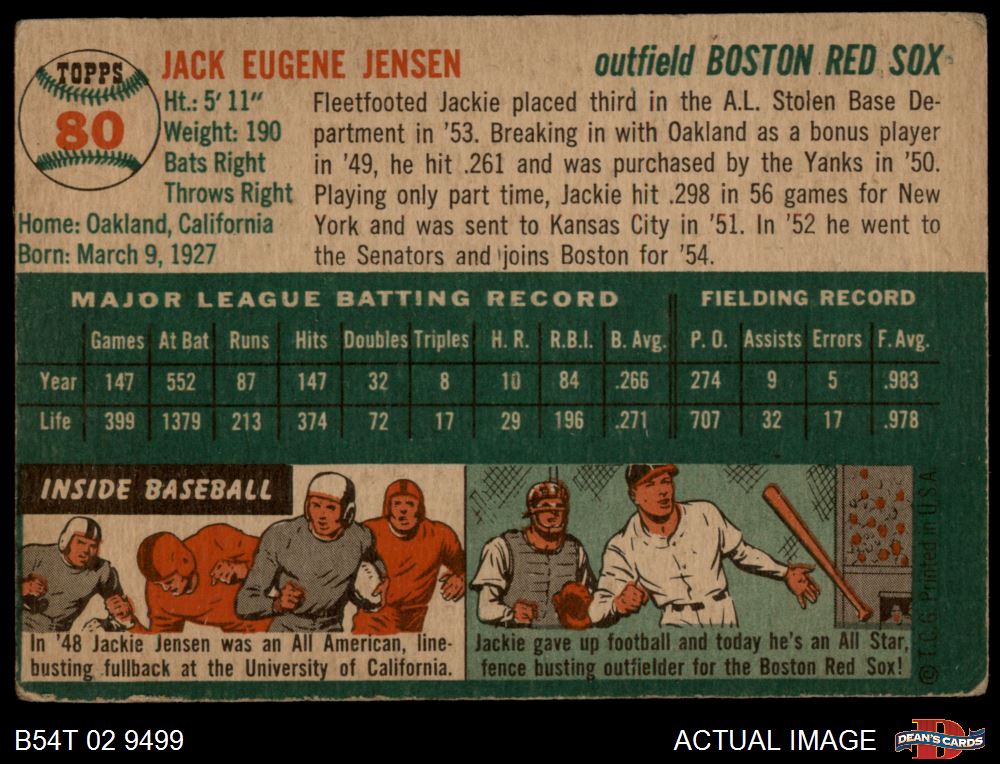 TOPPS
80
JACK EUGENE JENSEN
outfield BOSTON RED SOX
Ht.: 5' 11"
Weight: 190
Bats Right
Throws Right
Home: Oakland, California
Born: March 9, 1927
Fleetfooted Jackie placed third in the A.L. Stolen Base De-
partment in '53. Breaking in with Oakland as a bonus player
in '49, he hit .261 and was purchased by the Yanks in '50.
Playing only part time, Jackie hit .298 in 56 games for New
York and was sent to Kansas City in '51. In '52 he went to
the Senators and joins Boston for '54.
MAJOR LEAGUE BATTING RECORD FIELDING RECORD
Games At Bat Runs Hits Doubles Triples H. R. R.B.I. B. Avg. P. O. Assists Errors F. Avg.
Year 147 552 87 147 32 8 10 84 .266 274 9 5 .983
Life 399 1379 213 374 72 17 29 196 .271 707 32 17 .978
INSIDE BASEBALL
In '48 Jackie Jensen was an All American, line-
busting fullback at the University of California.
Jackie gave up football and today he's an All Star,
fence busting outfielder for the Boston Red Sox!
© T.C.G. Printed in U.S.A.
B54T 02 9499
ACTUAL IMAGE
DEAN'S CARDS